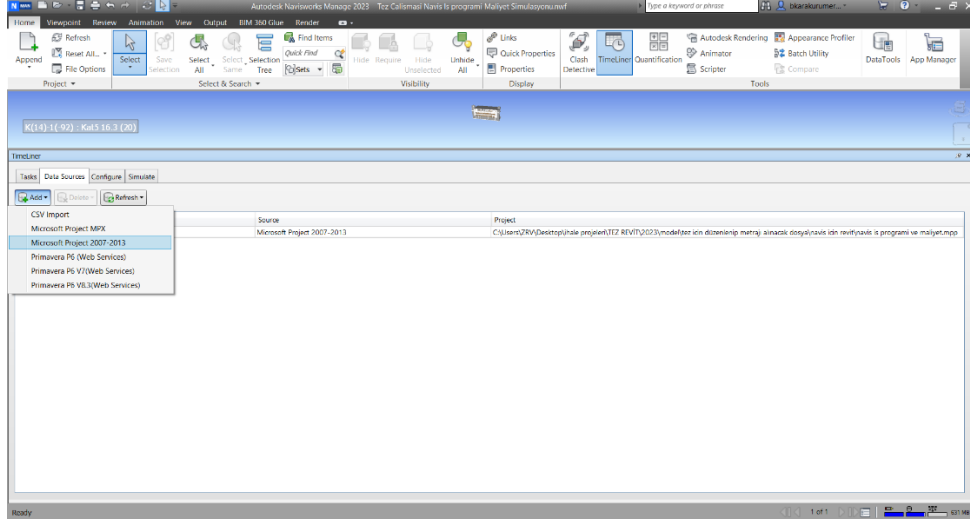 Autodesk Navisworks Manage 2023 Tez Calismasi Navis Is programi Maliyet Simulasyonu.nwf
Type a keyword or phrase
bkarakurumer...
Home Viewpoint Review Animation View Output BIM 360 Glue Render
Append
Refresh
Reset All...
File Options
Project
Select
Save Selection
Select All
Select Same
Selection Tree
Find Items
Quick Find
Sets
Select & Search
Hide
Require
Hide Unselected
Unhide All
Visibility
Links
Quick Properties
Properties
Display
Clash Detective
TimeLiner
Quantification
Autodesk Rendering
Animator
Scripter
Appearance Profiler
Batch Utility
Compare
Tools
DataTools
App Manager
K(14)-1(-92) : Kat5 16.3 (20)
TimeLiner
Tasks Data Sources Configure Simulate
Add Delete Refresh
Source Project
CSV Import
Microsoft Project MPX
Microsoft Project 2007-2013
Primavera P6 (Web Services)
Primavera P6 V7(Web Services)
Primavera P6 V8.3(Web Services)
Microsoft Project 2007-2013 C:\Users\ZRV\Desktop\ihale projeleri\TEZ REVIT\2023\model\tez icin düzenlenip metraji alinacak dosya\navis icin revit\navis is programi ve maliyet.mpp
Ready
1 of 1
631 MB